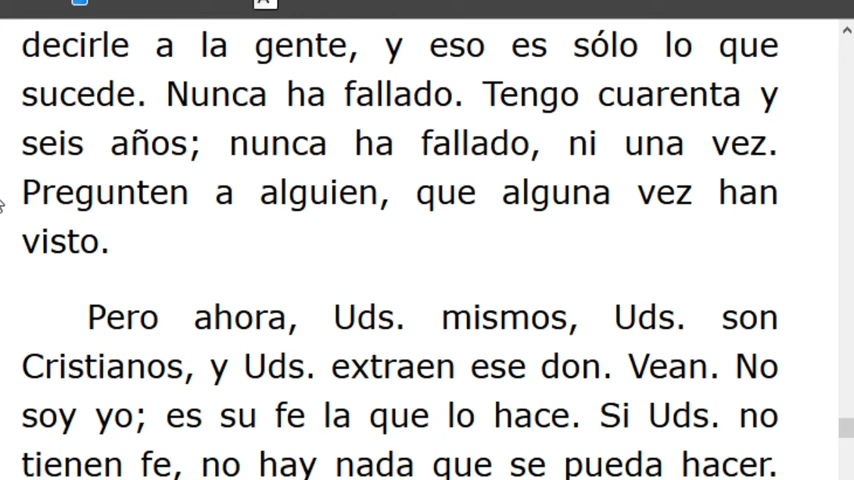 decirle a la gente, y eso es sólo lo que
sucede. Nunca ha fallado. Tengo cuarenta y
seis años; nunca ha fallado, ni una vez.
Pregunten a alguien, que alguna vez han
visto.
Pero ahora, Uds. mismos, Uds. son
Cristianos, y Uds. extraen ese don. Vean. No
soy yo; es su fe la que lo hace. Si Uds. no
tienen fe, no hay nada que se pueda hacer.